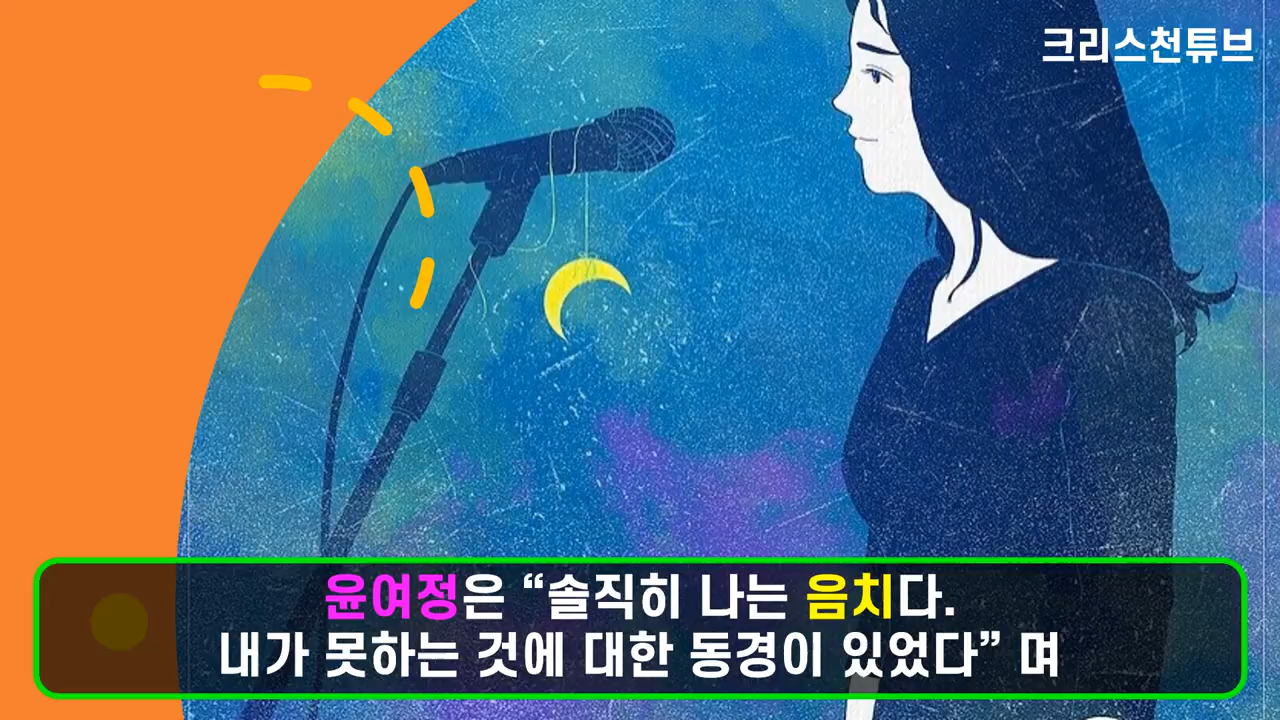 크리스천튜브
윤여정은 “솔직히 나는 음치다.
내가 못하는 것에 대한 동경이 있었다” 며